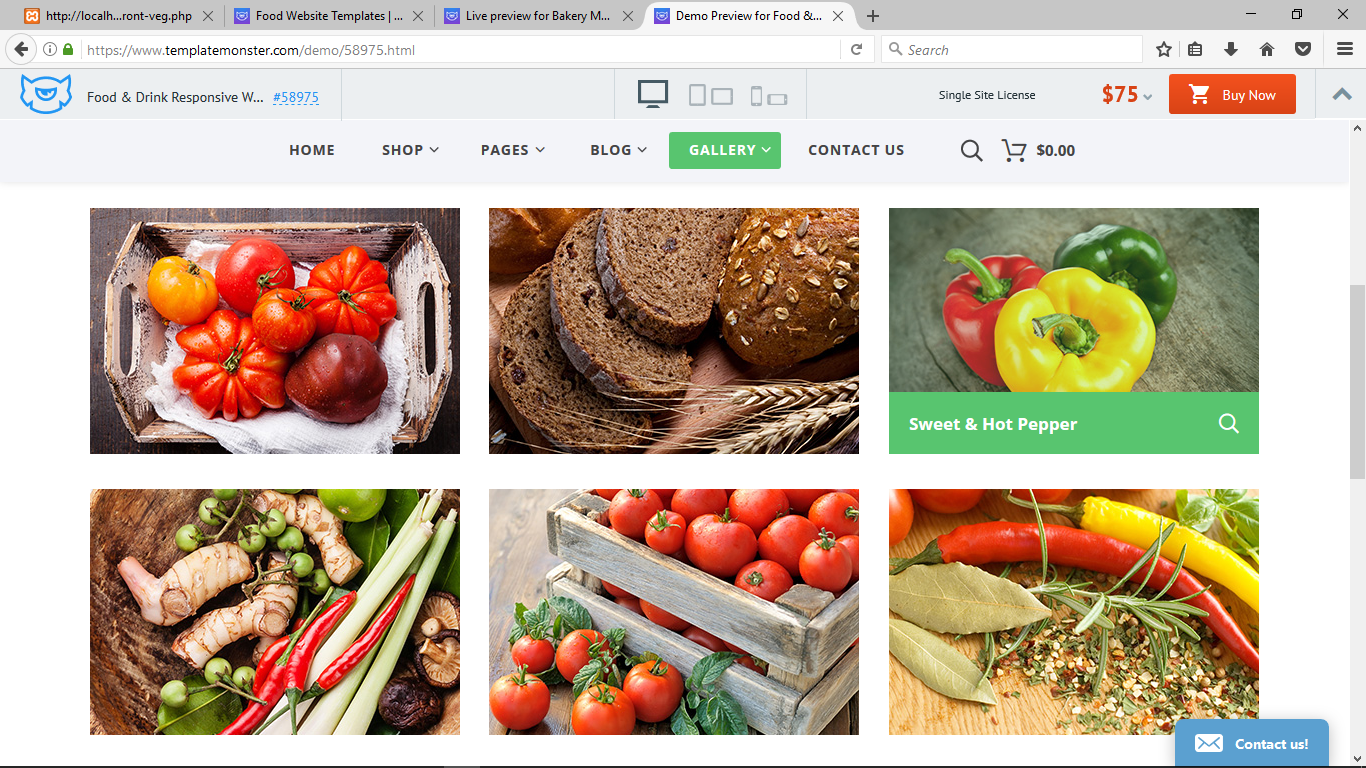 http://localh...ront-veg.php
Food Website Templates | ...
Live preview for Bakery M...
Demo Preview for Food &...
https://www.templatemonster.com/demo/58975.html
Search
Food & Drink Responsive W... #58975
Single Site License
$75
Buy Now
HOME
SHOP
PAGES
BLOG
GALLERY
CONTACT US
$0.00
Sweet & Hot Pepper
Contact us!